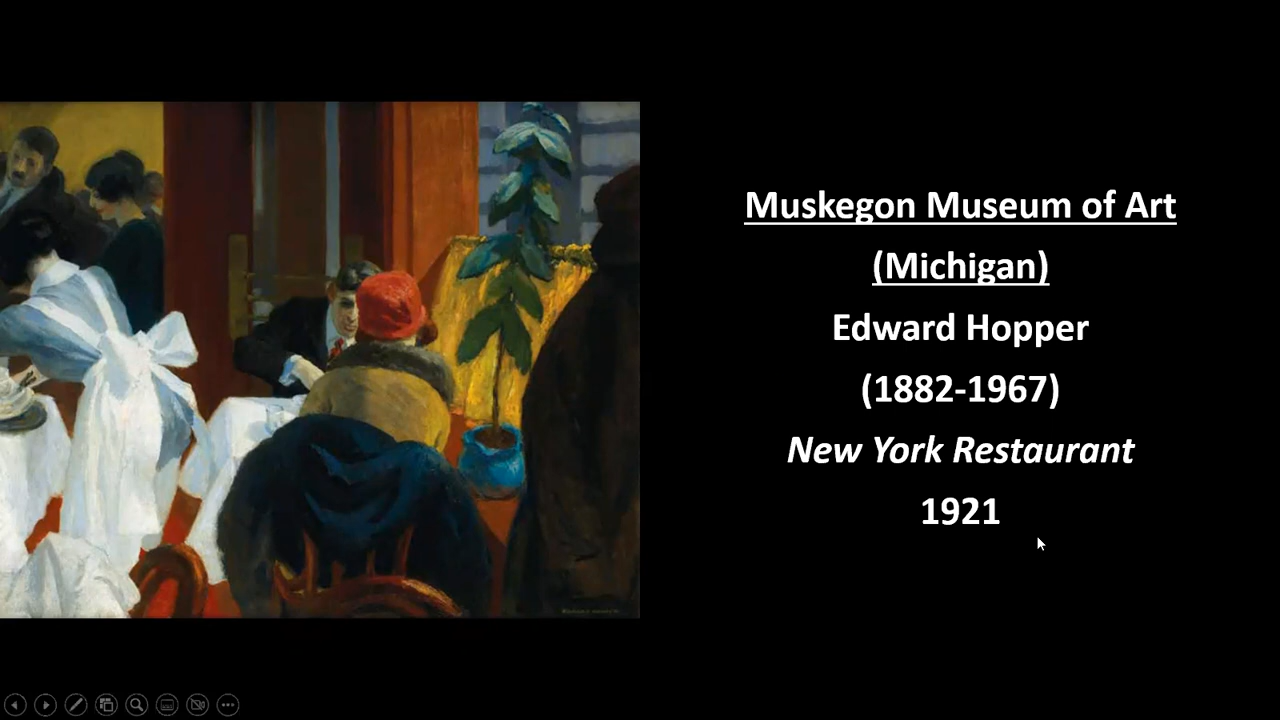 Muskegon Museum of Art
(Michigan)
Edward Hopper
(1882-1967)
New York Restaurant
1921